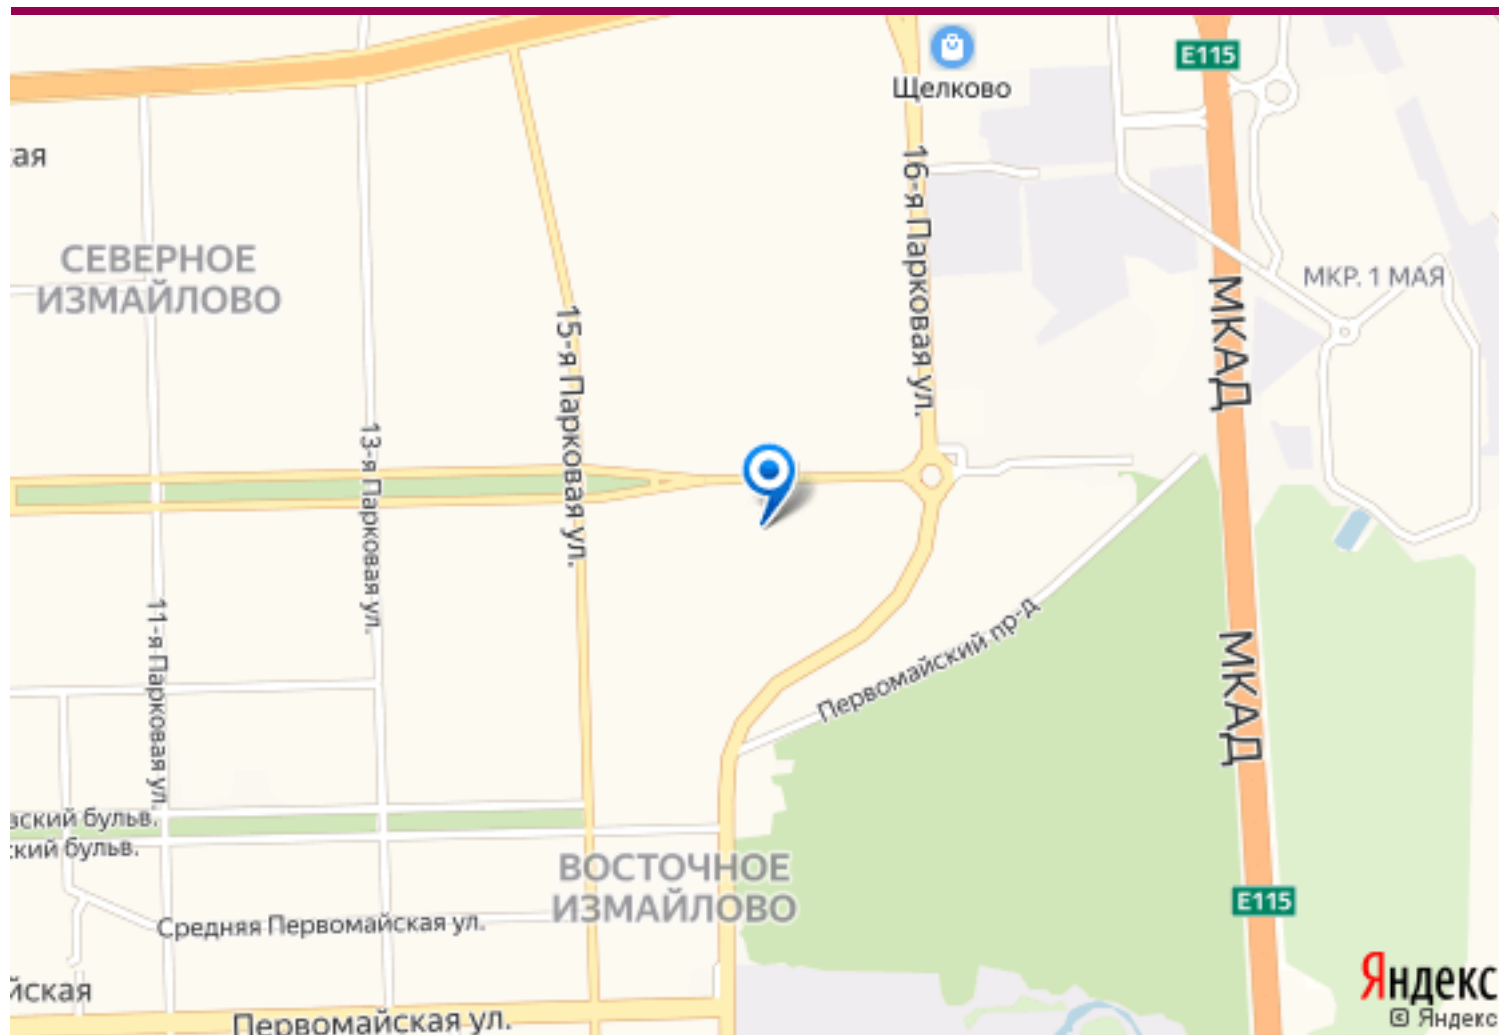 E115
Щелково
ая
16-я Парковая ул.
СЕВЕРНОЕ
ИЗМАЙЛОВО
МКР. 1 МАЯ
МКАД
15-я Парковая ул.
13-я Парковая ул.
11-я Парковая ул.
Первомайский пр-д
МКАД
вский бульв.
кий бульв.
ВОСТОЧНОЕ
ИЗМАЙЛОВО
E115
Средняя Первомайская ул.
йская
Первомайская ул.
Яндекс
© Яндекс